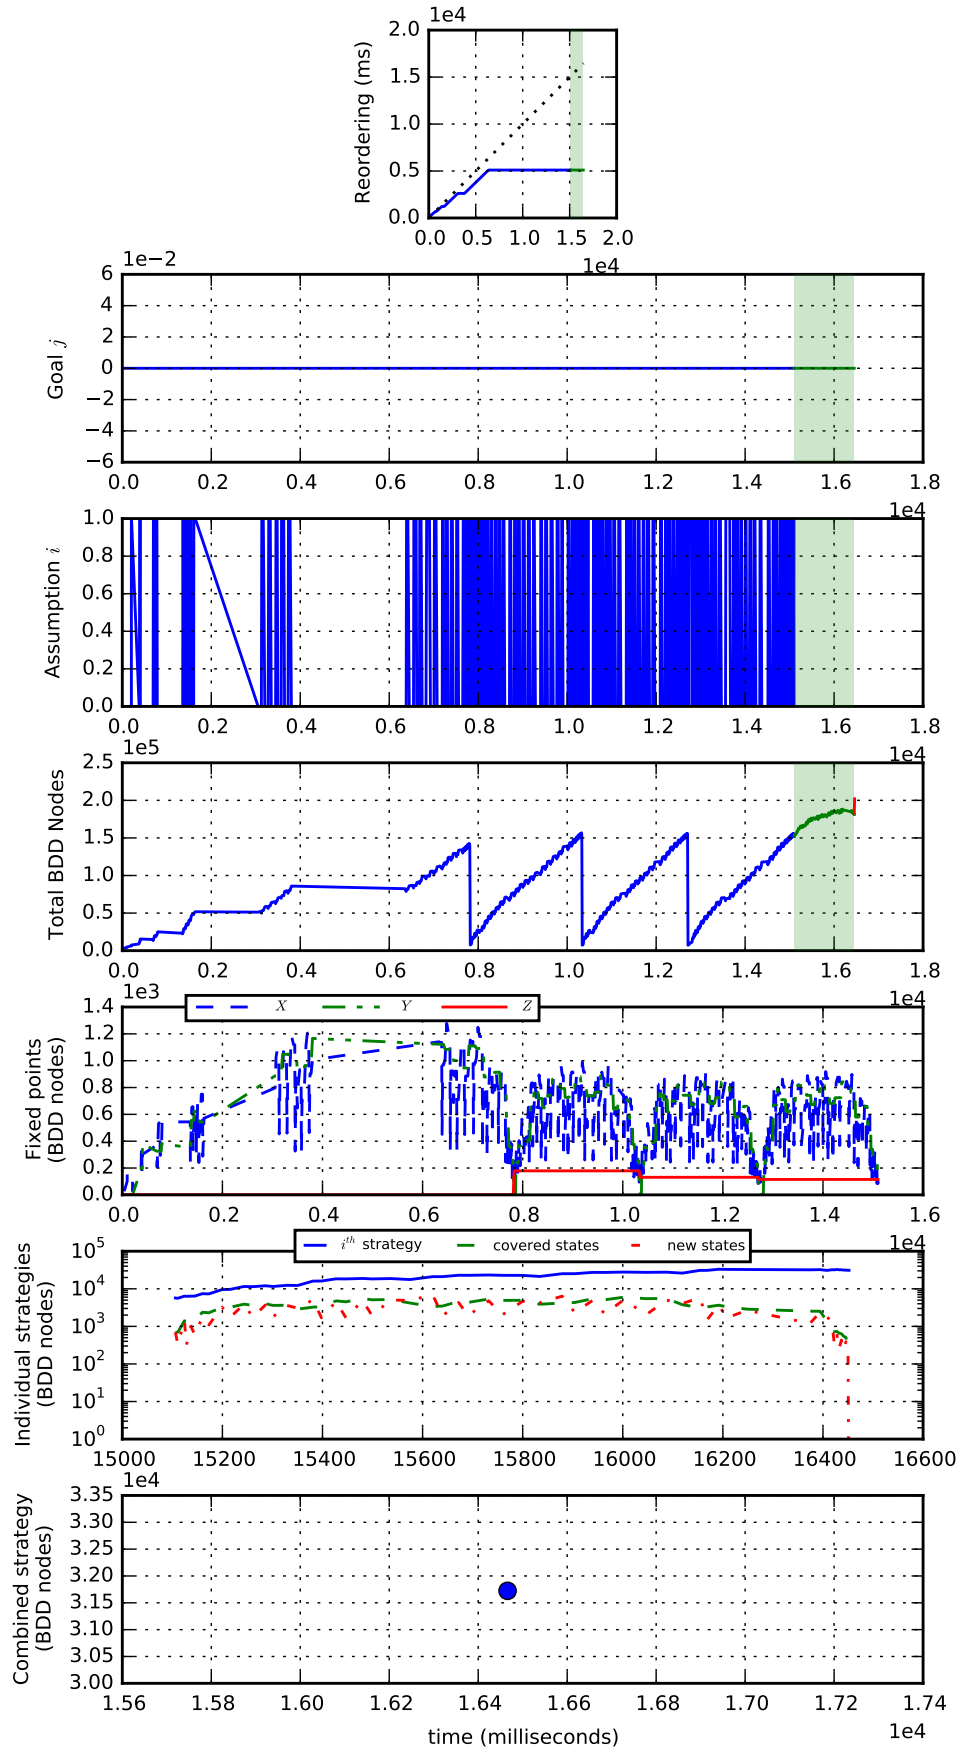 1e4
2.0
1.5
1.0
0.5
0.0
Reordering (ms)
0.0 0.5 1.0 1.5 2.0
1e4
1e−2
6
4
2
0
−2
−4
−6
Goal j
0.0 0.2 0.4 0.6 0.8 1.0 1.2 1.4 1.6 1.8
1e4
1.0
0.8
0.6
0.4
0.2
0.0
Assumption i
0.0 0.2 0.4 0.6 0.8 1.0 1.2 1.4 1.6 1.8
1e4
1e5
2.5
2.0
1.5
1.0
0.5
0.0
Total BDD Nodes
0.0 0.2 0.4 0.6 0.8 1.0 1.2 1.4 1.6 1.8
1e4
1e3
X Y Z
1.4
1.2
1.0
0.8
0.6
0.4
0.2
0.0
Fixed points
(BDD nodes)
0.0 0.2 0.4 0.6 0.8 1.0 1.2 1.4 1.6
1e4
i^th strategy covered states new states
10^5
10^4
10^3
10^2
10^1
10^0
Individual strategies
(BDD nodes)
15000 15200 15400 15600 15800 16000 16200 16400 16600
1e4
3.35
3.30
3.25
3.20
3.15
3.10
3.05
3.00
Combined strategy
(BDD nodes)
1.56 1.58 1.60 1.62 1.64 1.66 1.68 1.70 1.72 1.74
time (milliseconds)
1e4